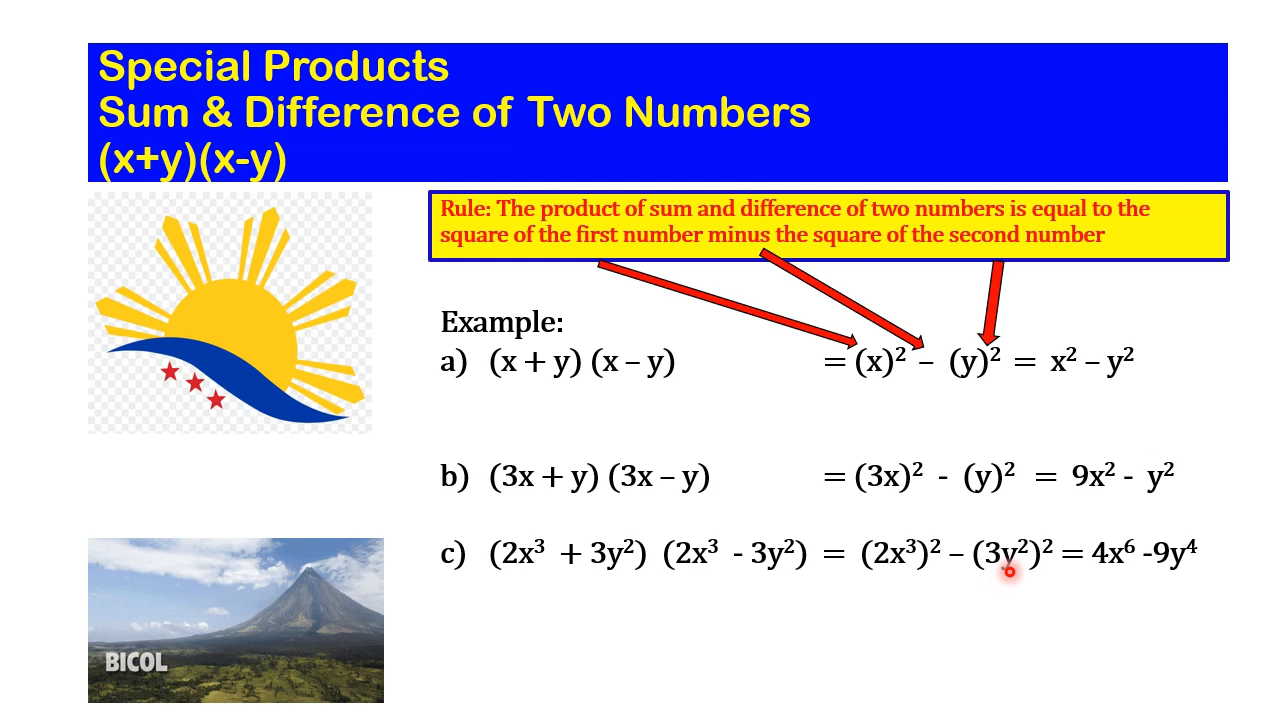 Special Products
Sum & Difference of Two Numbers
(x+y)(x-y)
Rule: The product of sum and difference of two numbers is equal to the
square of the first number minus the square of the second number
Example:
a) (x + y) (x – y) = (x)² – (y)² = x² – y²
b) (3x + y) (3x – y) = (3x)² - (y)² = 9x² - y²
c) (2x³ + 3y²) (2x³ - 3y²) = (2x³)² – (3y²)² = 4x⁶ -9y⁴
BICOL